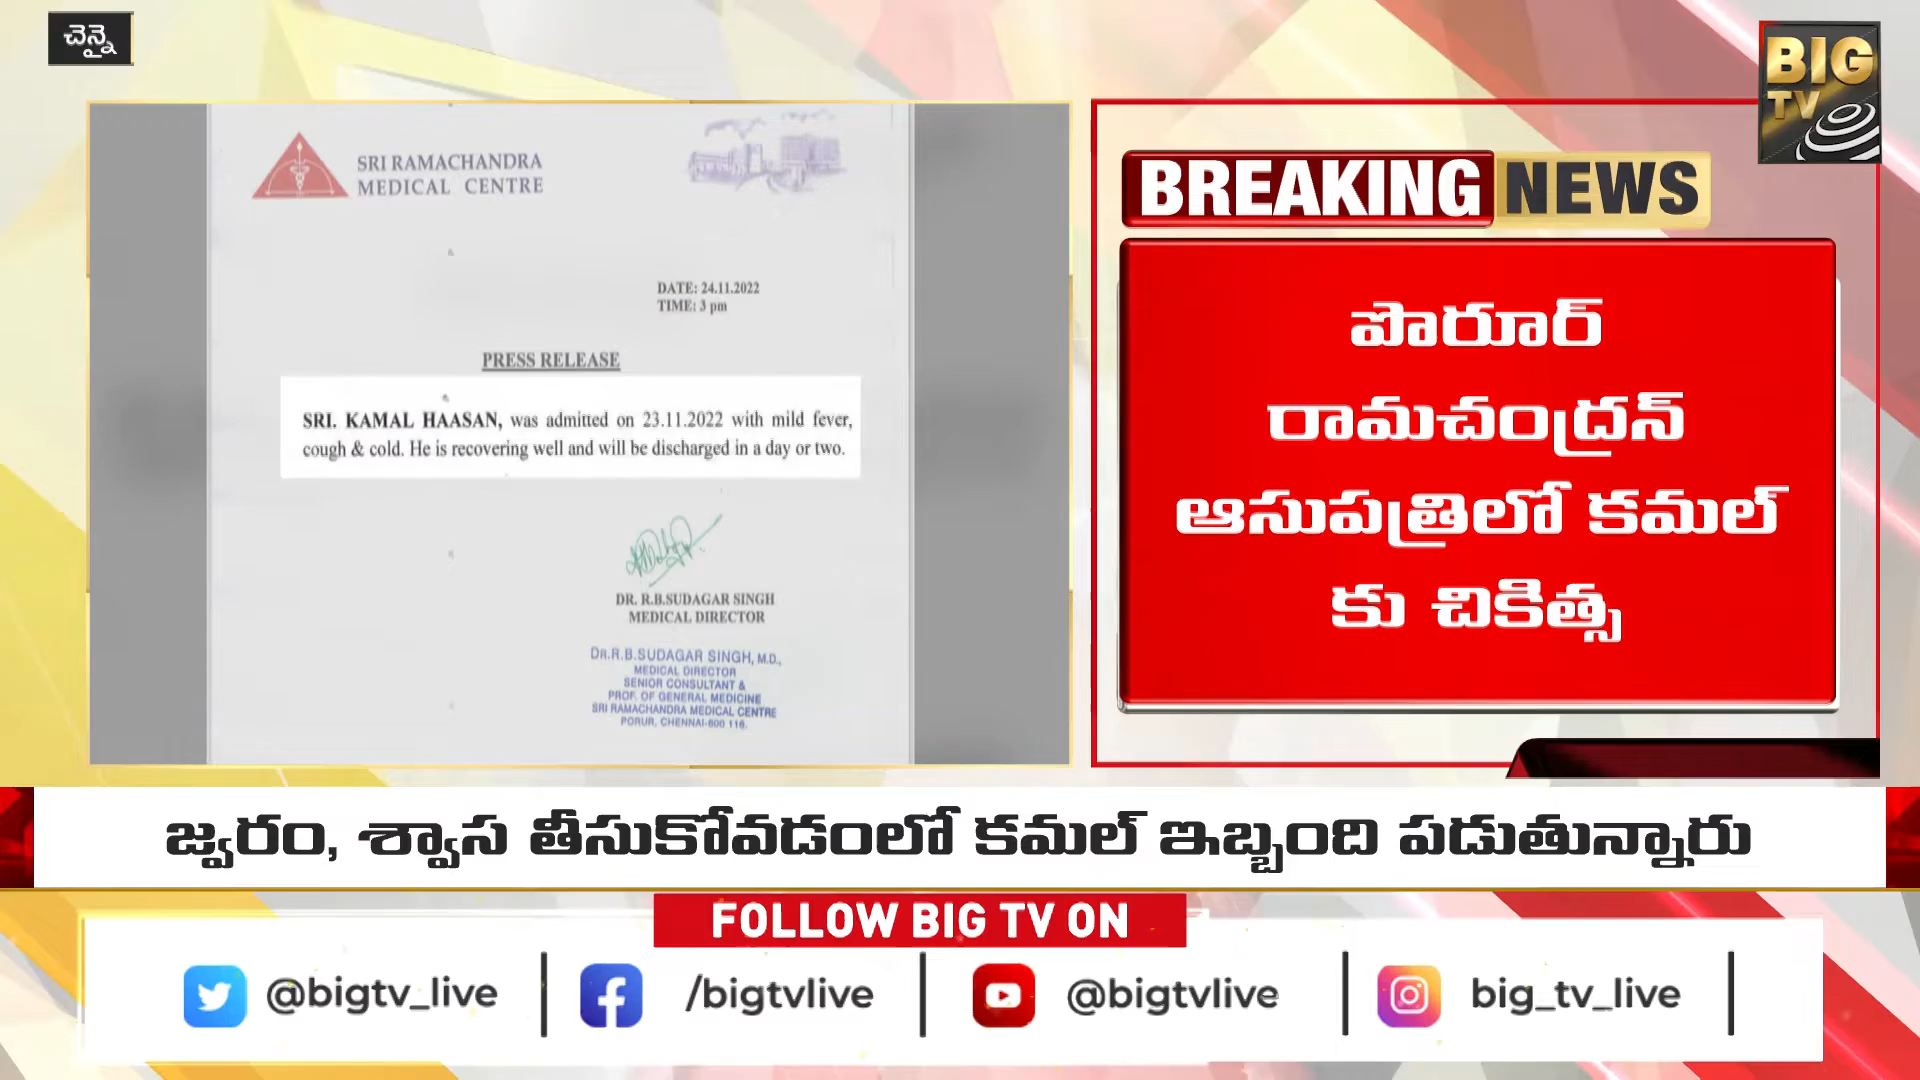 చెన్నై
BIG
TV
SRI RAMACHANDRA
MEDICAL CENTRE
DATE: 24.11.2022
TIME: 3 pm
PRESS RELEASE
SRI. KAMAL HAASAN, was admitted on 23.11.2022 with mild fever,
cough & cold. He is recovering well and will be discharged in a day or two.
DR. R.B.SUDAGAR SINGH
MEDICAL DIRECTOR
DR.R.B.SUDAGAR SINGH, M.D.,
MEDICAL DIRECTOR
SENIOR CONSULTANT &
PROF. OF GENERAL MEDICINE
SRI RAMACHANDRA MEDICAL CENTRE
PORUR, CHENNAI-600 116.
BREAKING NEWS
పొరూర్
రామచంద్రన్
ఆసుపత్రిలో కమల్
కు చికిత్స
జ్వరం, శ్వాస తీసుకోవడంలో కమల్ ఇబ్బంది పడుతున్నారు
FOLLOW BIG TV ON
@bigtv_live
/bigtvlive
@bigtvlive
big_tv_live